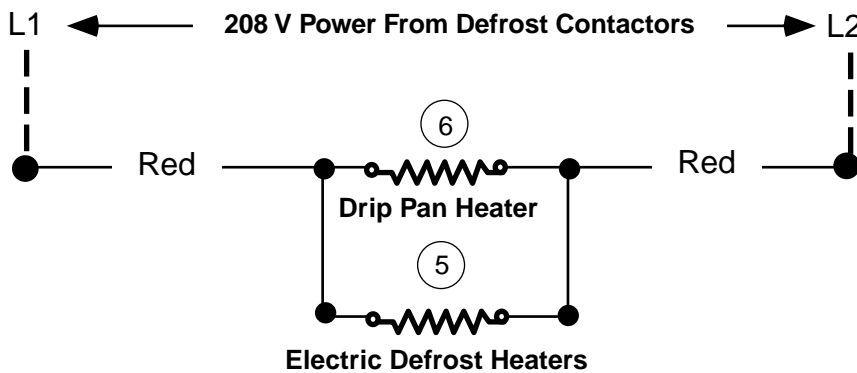 L1 208 V Power From Defrost Contactors L2
6
Red Red
Drip Pan Heater
5
Electric Defrost Heaters